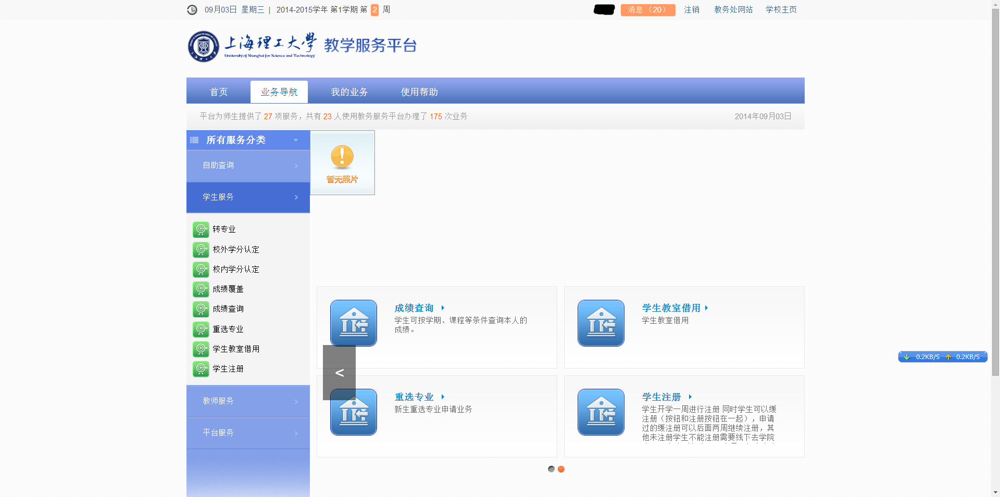 09月03日 星期三 | 2014-2015学年 第1学期 第 2 周
消息（20） 注销 教务处网站 学校主页
上海理工大学 教学服务平台
University of Shanghai for Science and Technology
首页 业务导航 我的业务 使用帮助
平台为师生提供了 27 项服务，共有 23 人使用教务服务平台办理了 175 次业务 2014年09月03日
所有服务分类
自助查询
学生服务
转专业
校外学分认定
校内学分认定
成绩覆盖
成绩查询
重选专业
学生教室借用
学生注册
教师服务
平台服务
暂无照片
成绩查询
学生可按学期、课程等条件查询本人的
成绩。
学生教室借用
学生教室借用
<
重选专业
新生重选专业申请业务
学生注册
学生开学一周进行注册 同时学生可以缓
注册（按钮和注册按钮在一起），申请
过的缓注册可以后面两周继续注册，其
他未注册学生不能注册需要线下去学院
0.2KB/S 0.2KB/S